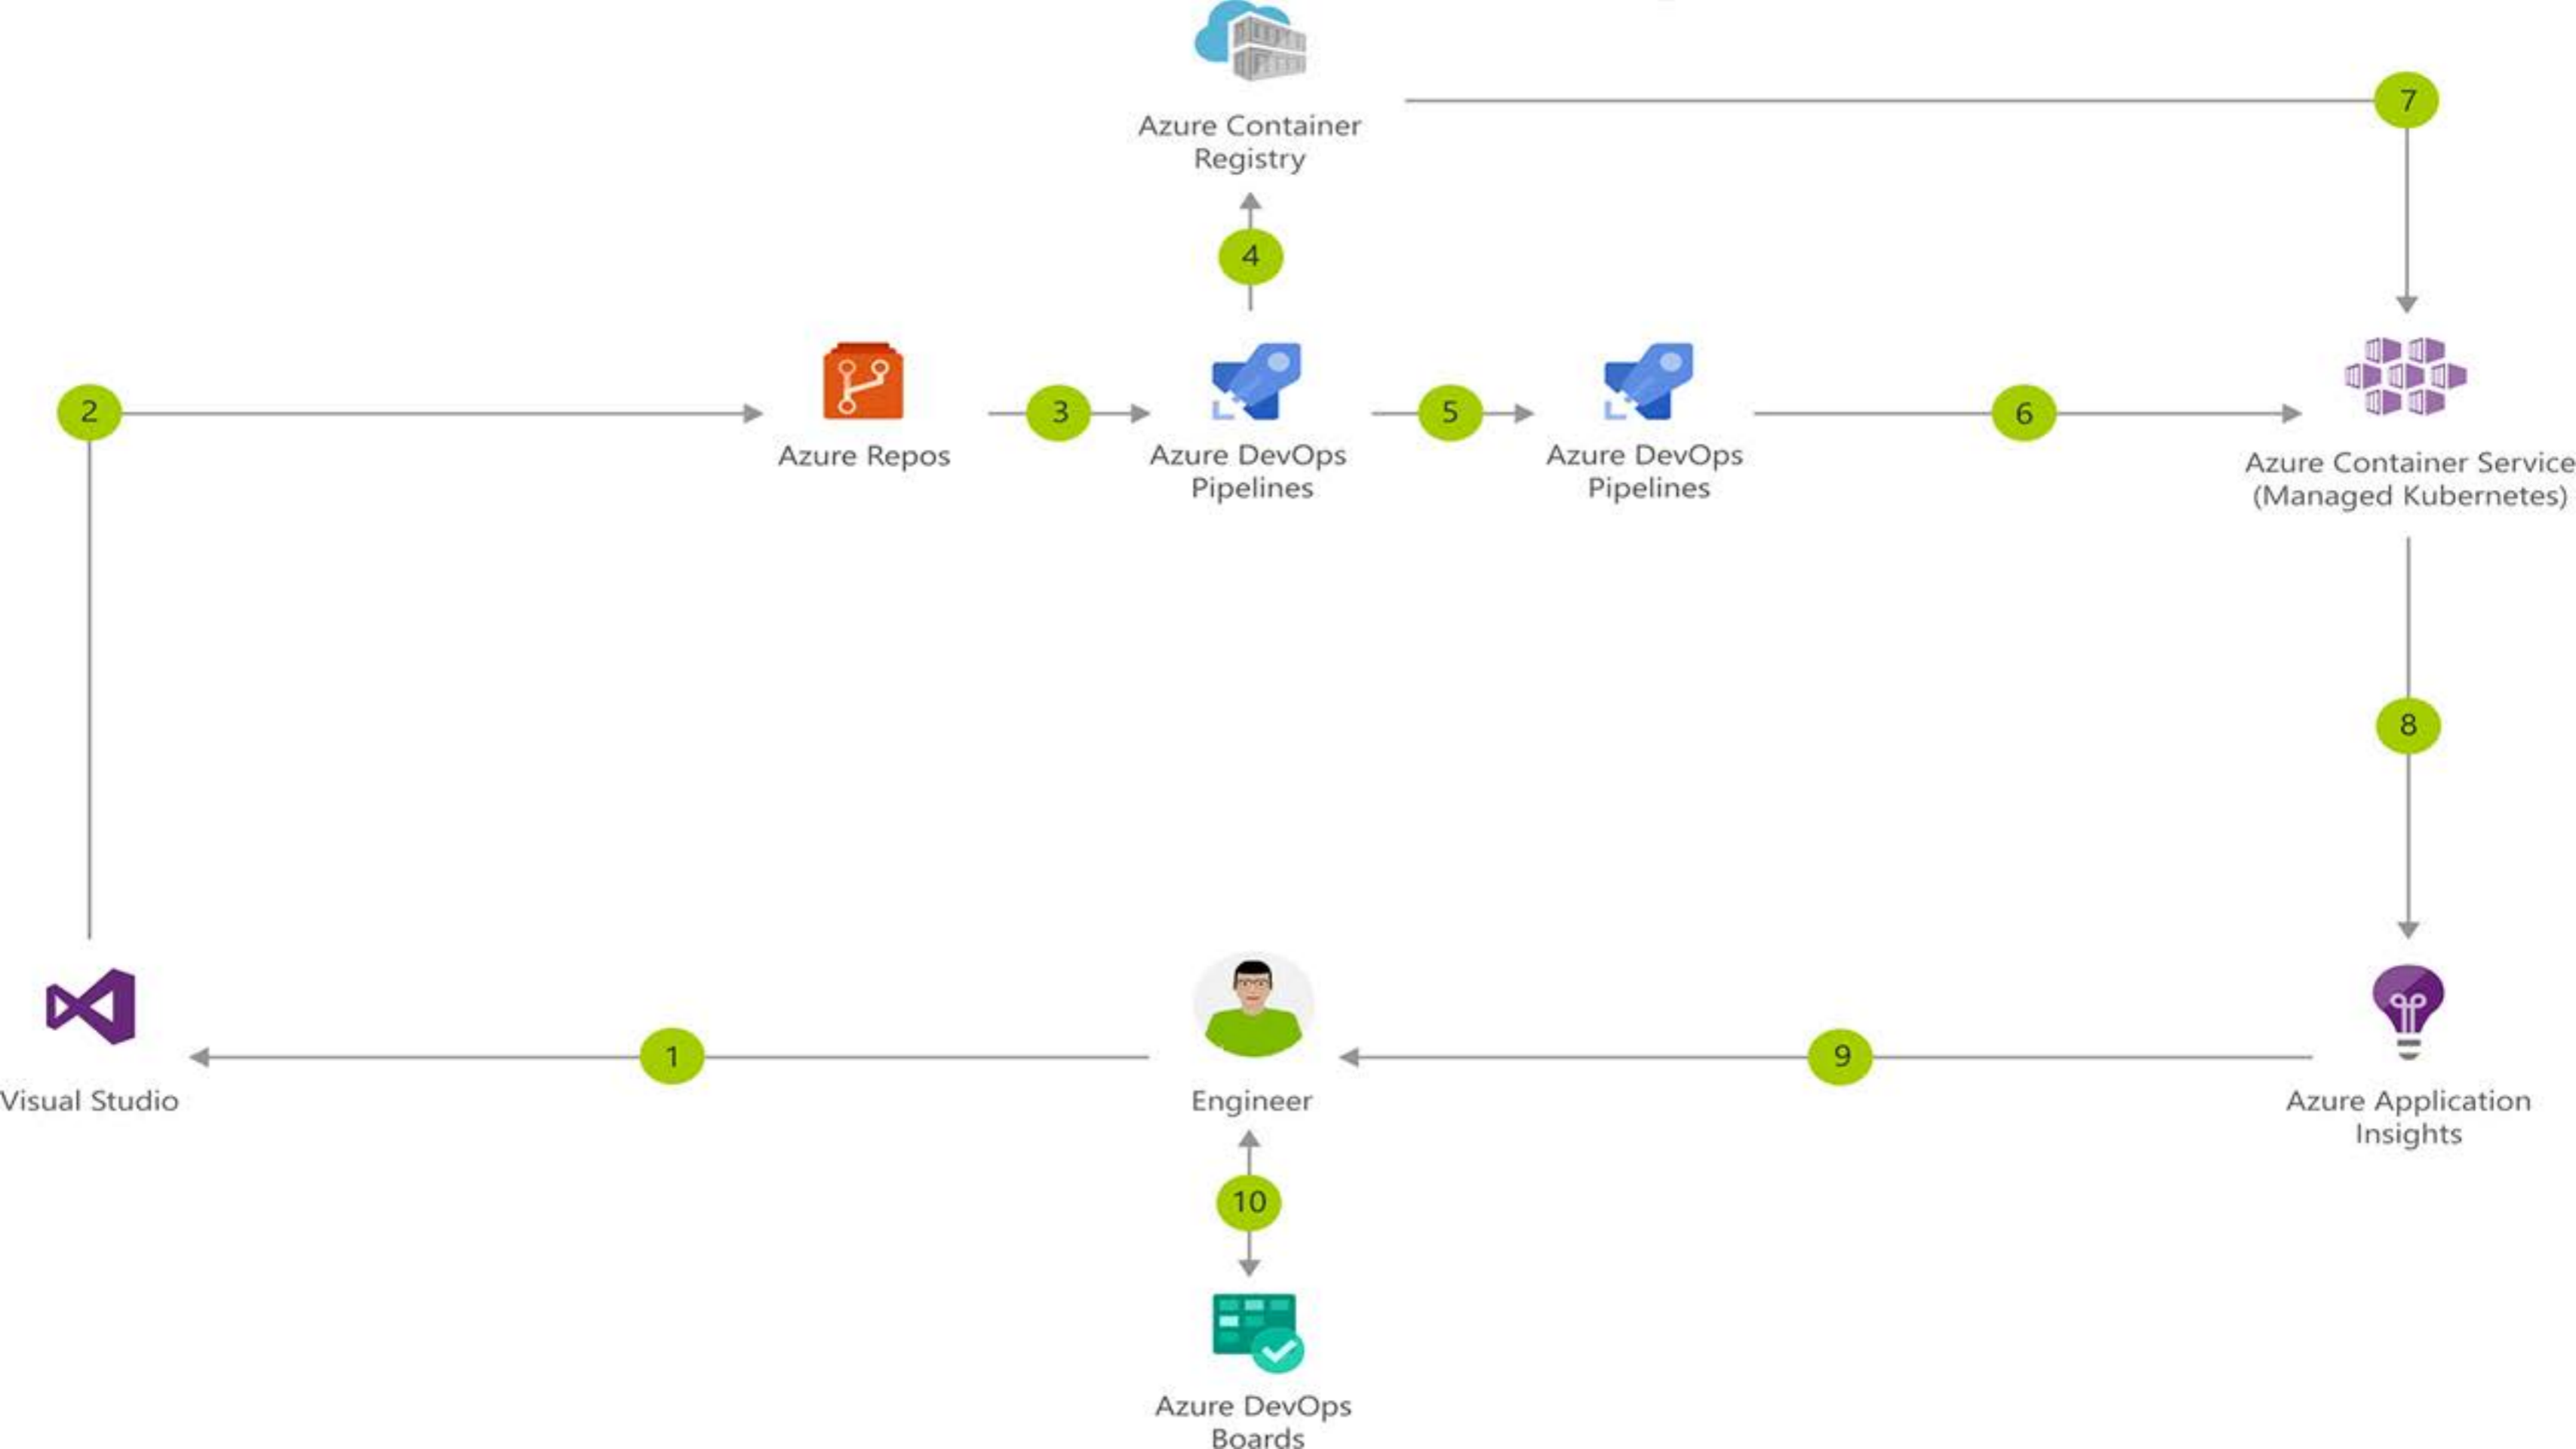 Azure Container
Registry
7
4
2
3
5
6
Azure Repos
Azure DevOps
Pipelines
Azure DevOps
Pipelines
Azure Container Service
(Managed Kubernetes)
8
1
9
Visual Studio
Engineer
Azure Application
Insights
10
Azure DevOps
Boards